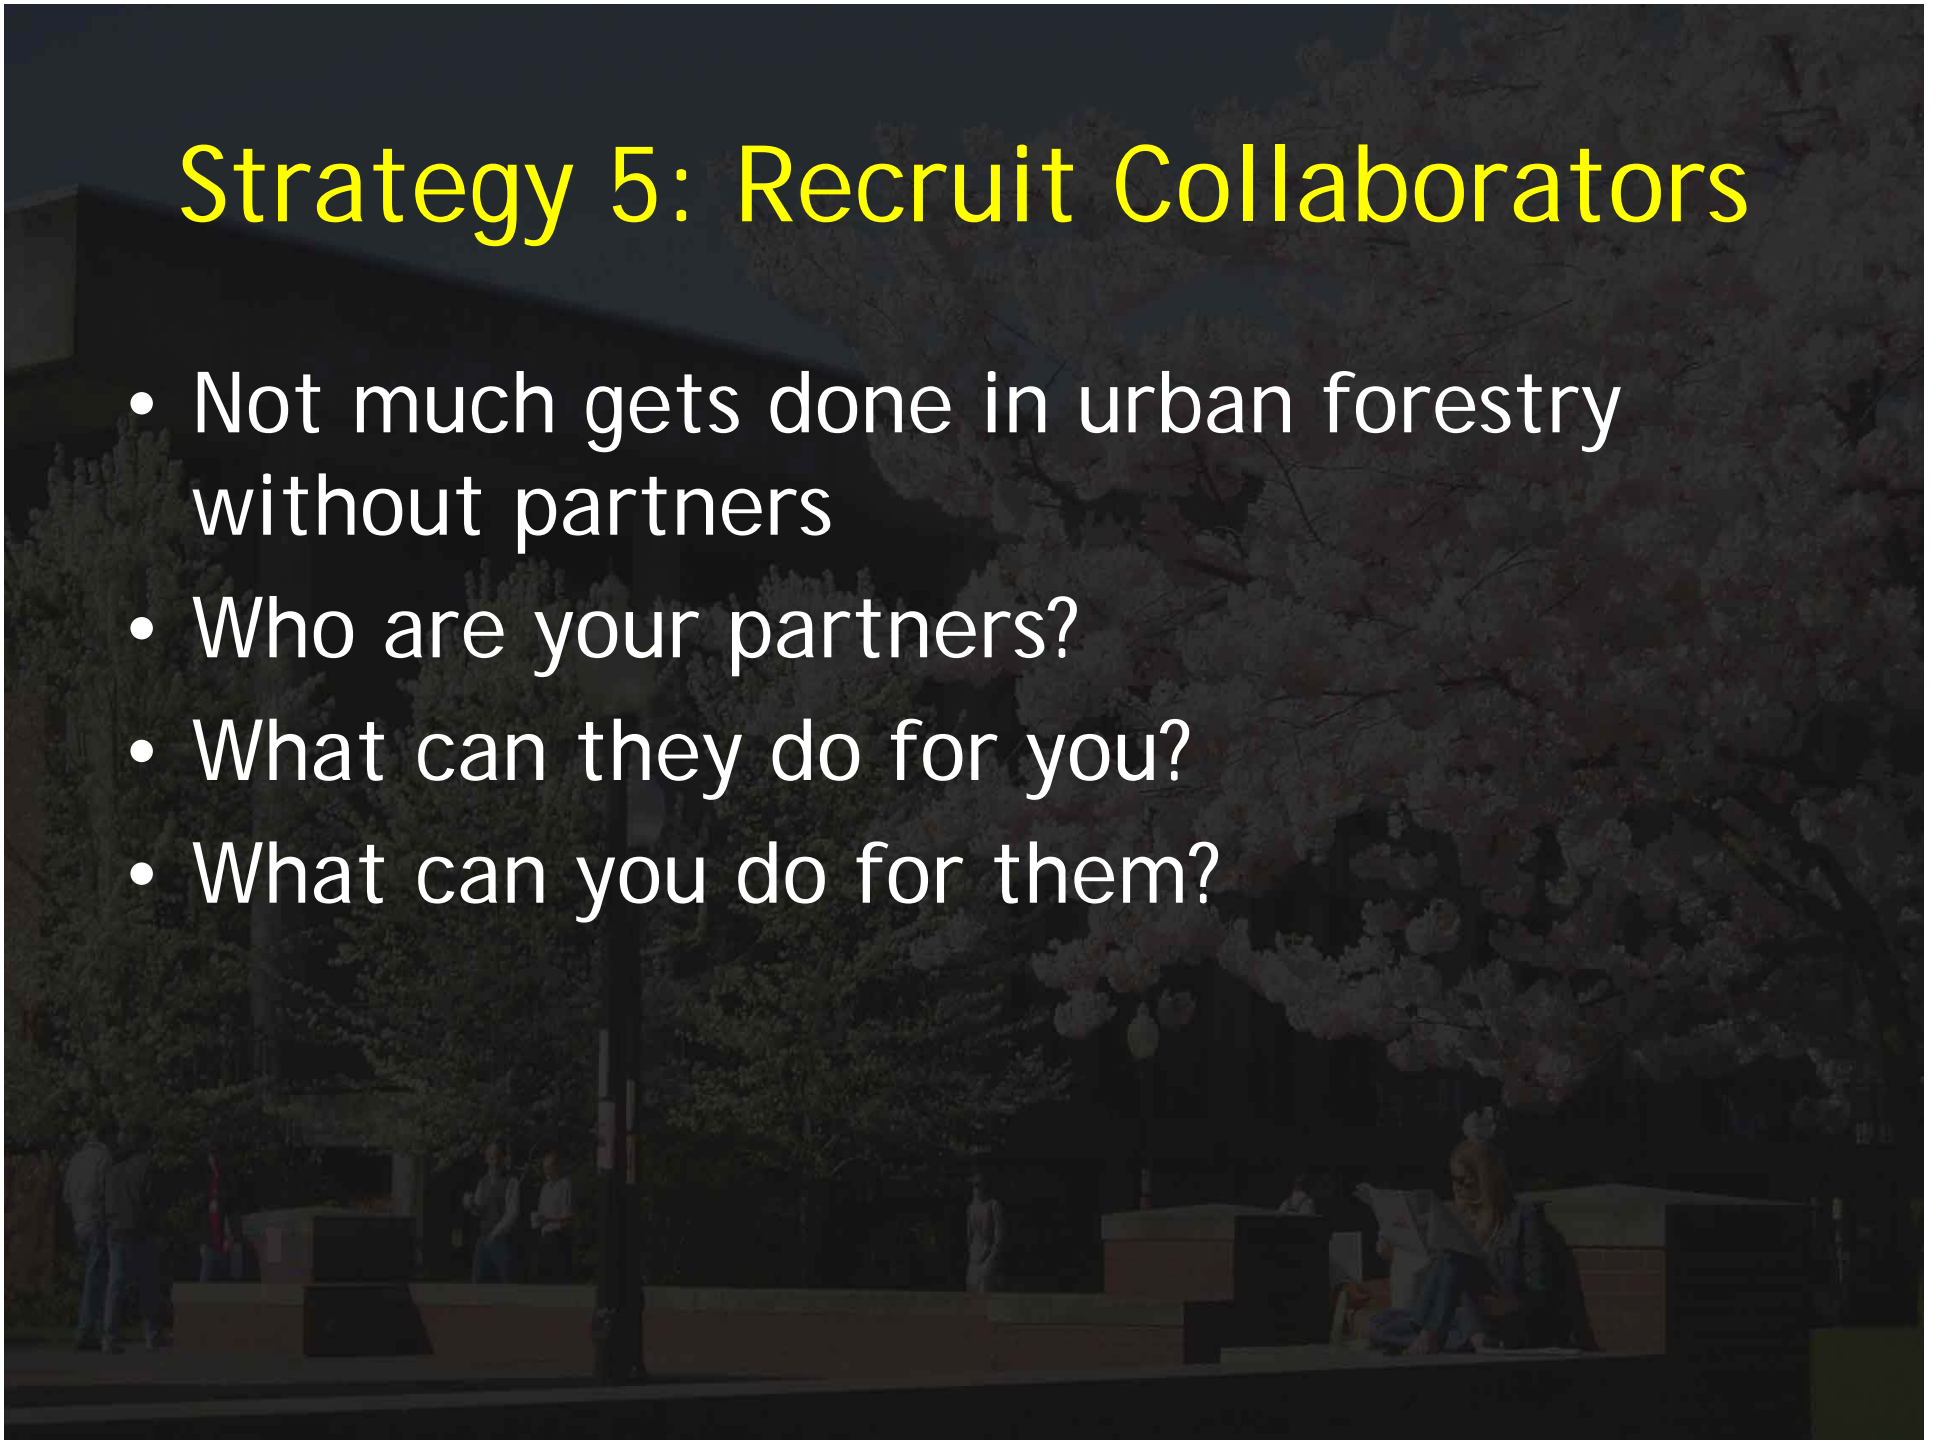 Strategy 5: Recruit Collaborators
• Not much gets done in urban forestry
without partners
• Who are your partners?
• What can they do for you?
• What can you do for them?